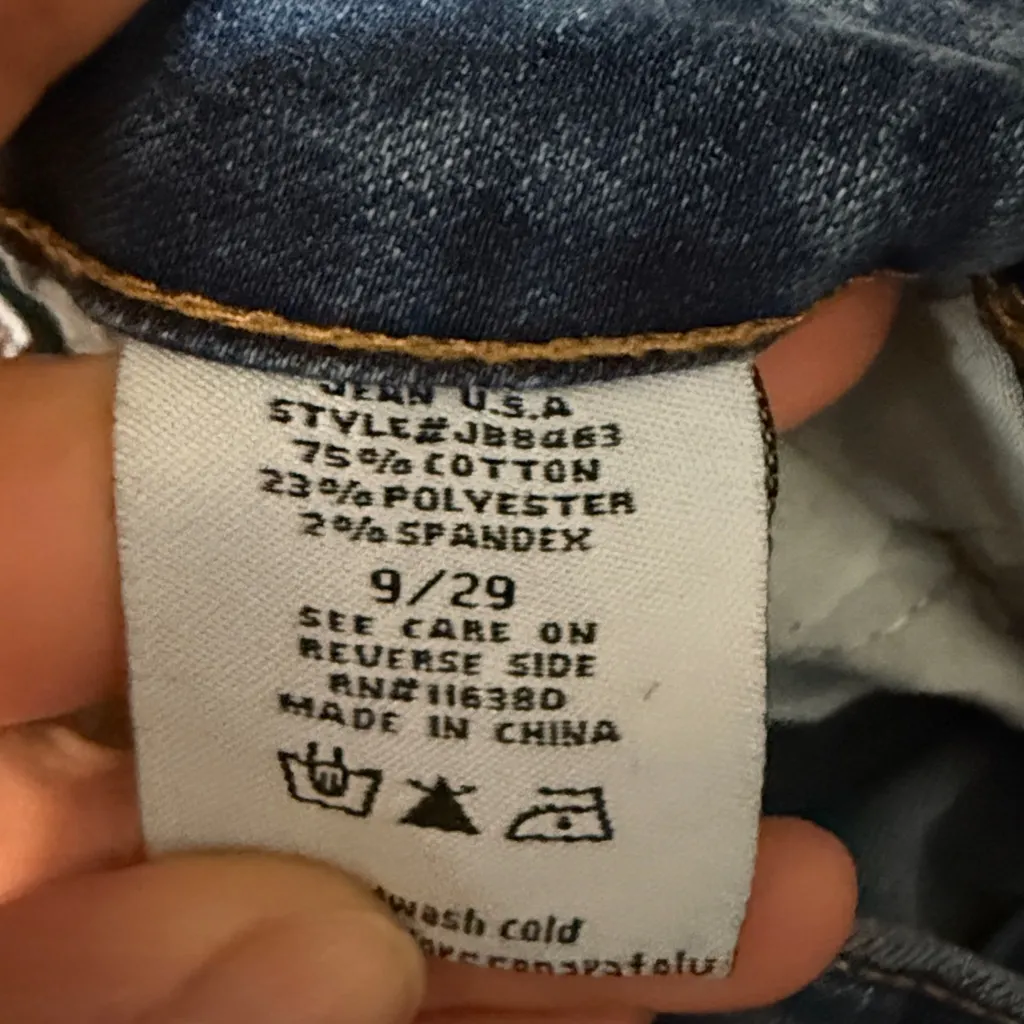 JEAN U.S.A
STYLE#JB8463
75% COTTON
23% POLYESTER
2% SPANDEX
9/29
SEE CARE ON
REVERSE SIDE
RN#116380
MADE IN CHINA
wash cold